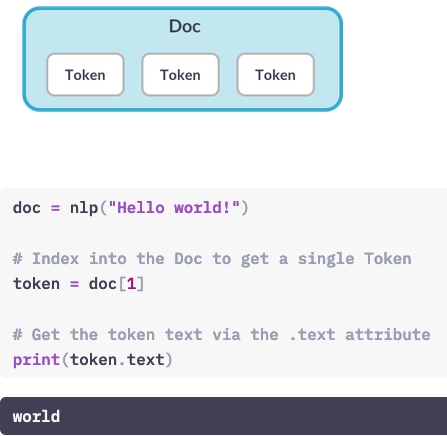 Doc
Token Token Token
doc = nlp("Hello world!")
# Index into the Doc to get a single Token
token = doc[1]
# Get the token text via the .text attribute
print(token.text)
world